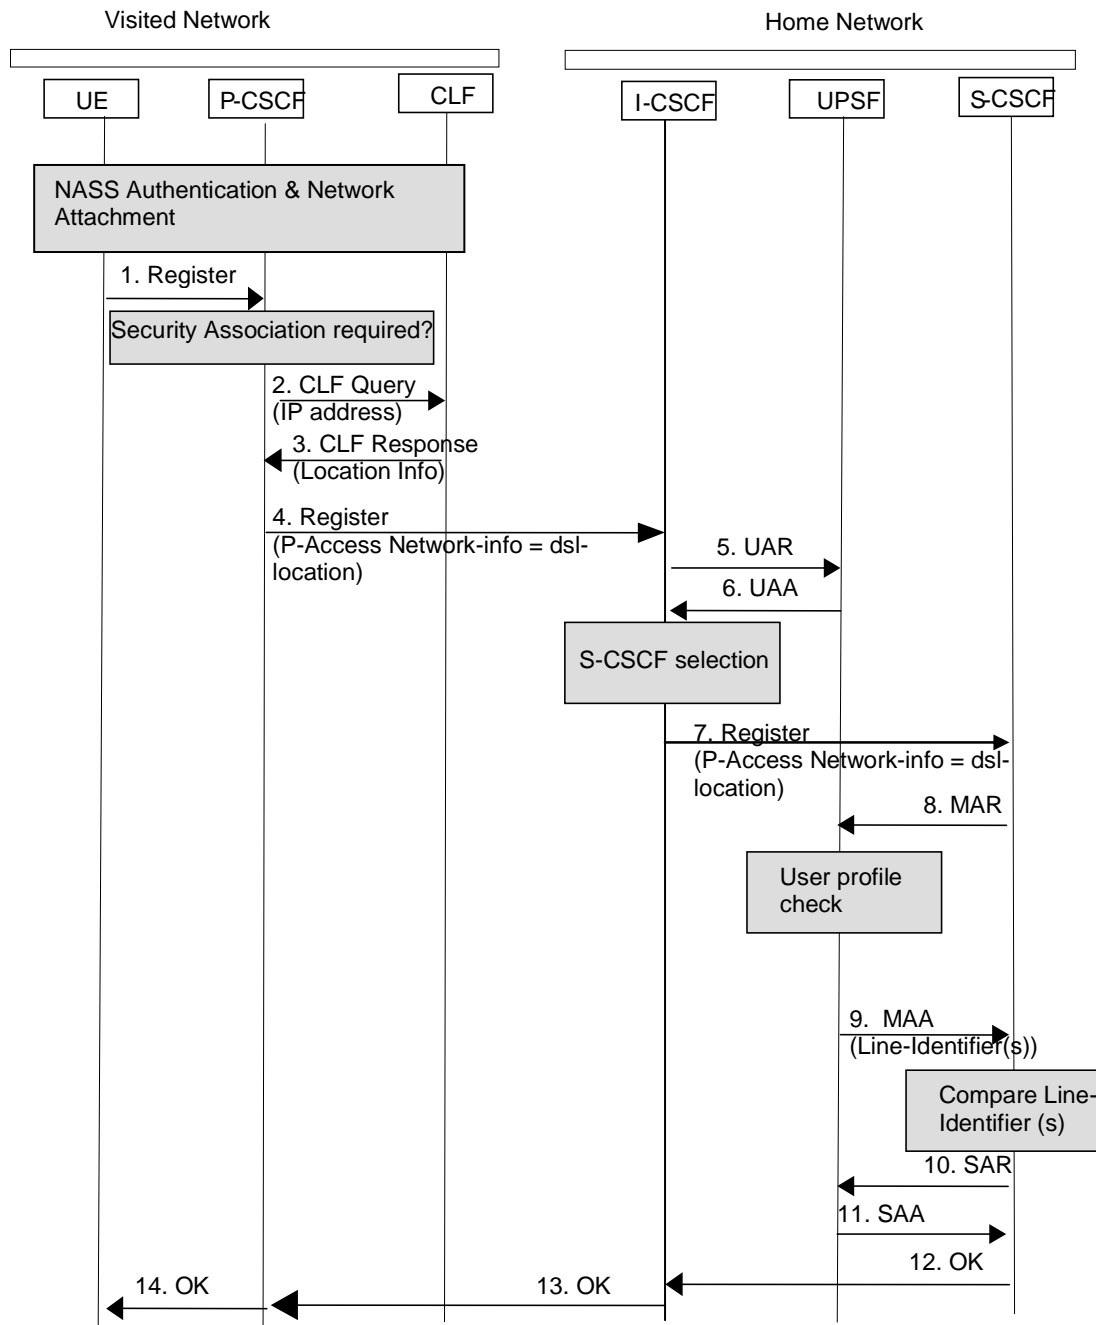 Visited Network
Home Network
UE
P-CSCF
CLF
I-CSCF
UPSF
S-CSCF
NASS Authentication & Network
Attachment
1. Register
Security Association required?
2. CLF Query
(IP address)
3. CLF Response
(Location Info)
4. Register
(P-Access Network-info = dsl-
location)
5. UAR
6. UAA
S-CSCF selection
7. Register
(P-Access Network-info = dsl-
location)
8. MAR
User profile
check
9. MAA
(Line-Identifier(s))
Compare Line-
Identifier (s)
10. SAR
11. SAA
12. OK
13. OK
14. OK